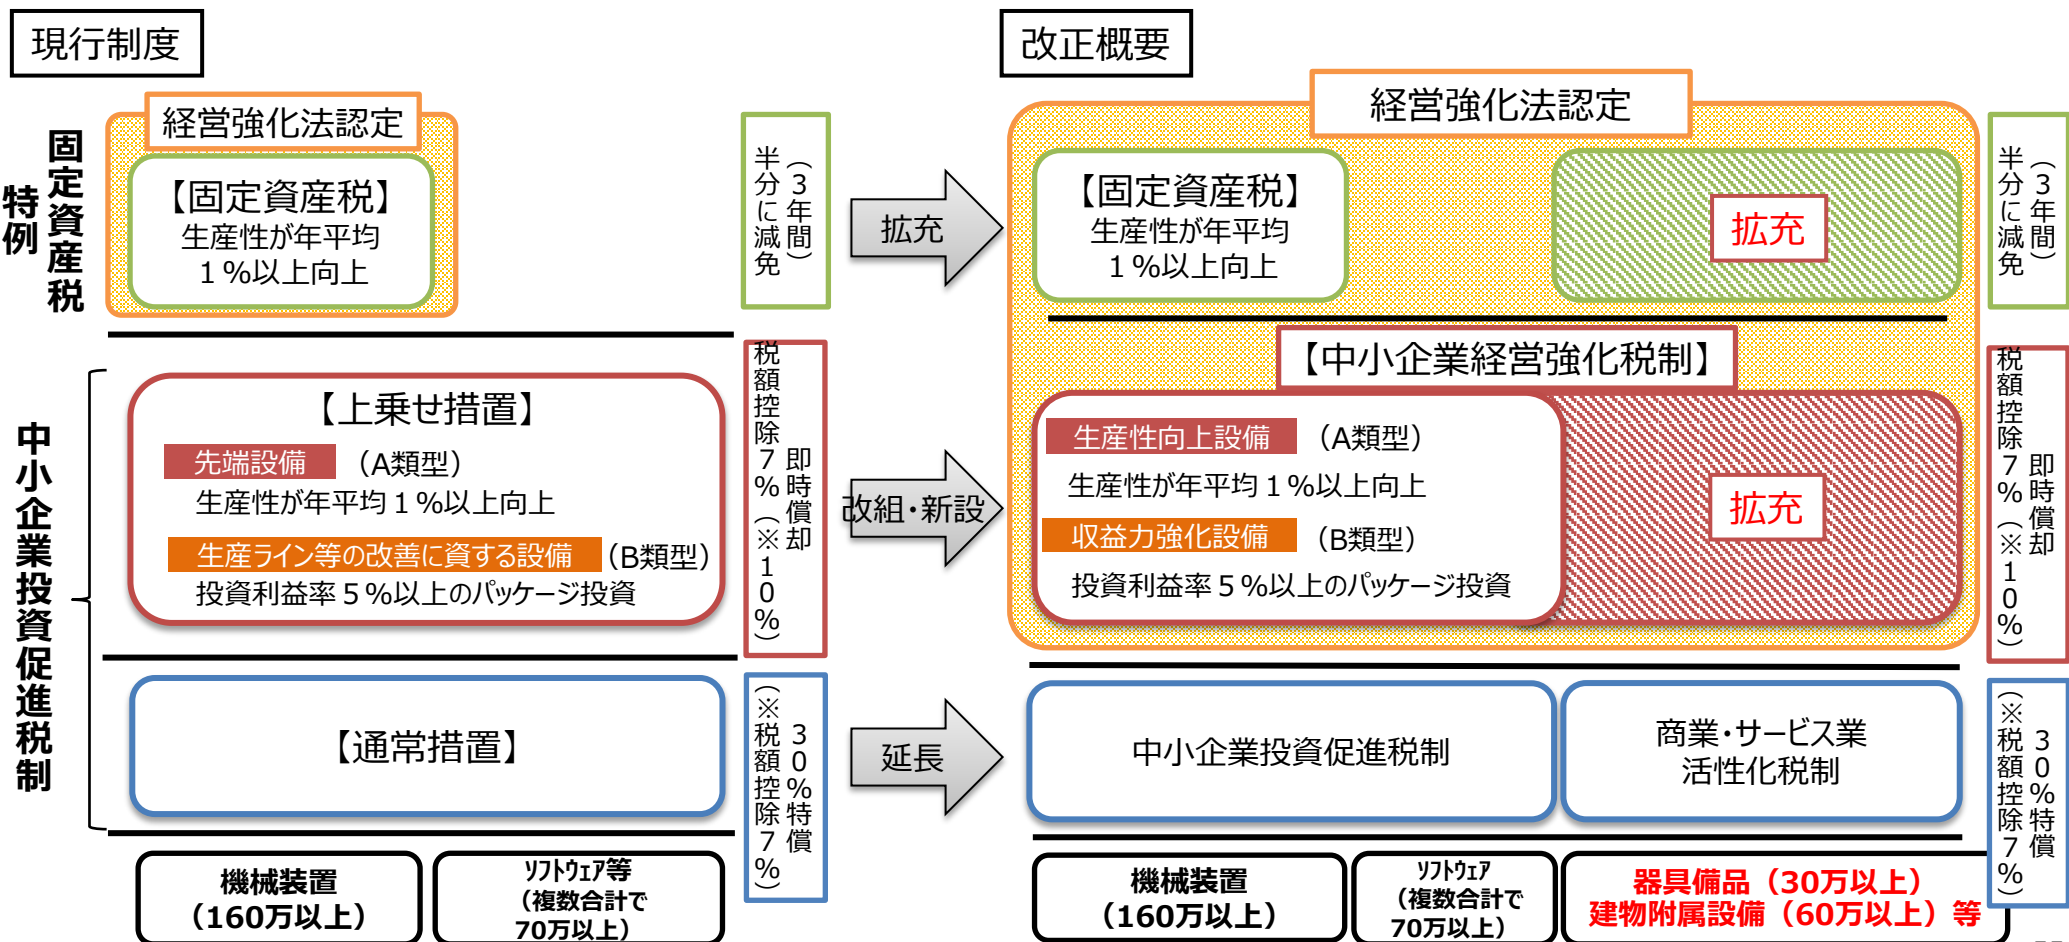 現行制度
固定資産税
特例
経営強化法認定
【固定資産税】
生産性が年平均
１％以上向上
（３年間）
半分に減免
中小企業投資促進税制
【上乗せ措置】
先端設備 （A類型）
生産性が年平均１％以上向上
生産ライン等の改善に資する設備 （B類型）
投資利益率５％以上のパッケージ投資
即時償却
税額控除７％（※１０％）
【通常措置】
３０％特償
（※税額控除７％）
機械装置
（160万以上）
ｿﾌﾄｳｪｱ等
（複数合計で
70万以上）
拡充
改組・新設
延長
改正概要
経営強化法認定
【固定資産税】
生産性が年平均
１％以上向上
拡充
（３年間）
半分に減免
【中小企業経営強化税制】
生産性向上設備 （A類型）
生産性が年平均１％以上向上
収益力強化設備 （B類型）
投資利益率５％以上のパッケージ投資
拡充
即時償却
税額控除７％（※１０％）
中小企業投資促進税制
商業・サービス業
活性化税制
３０％特償
（※税額控除７％）
機械装置
（160万以上）
ｿﾌﾄｳｪｱ
（複数合計で
70万以上）
器具備品（30万以上）
建物附属設備（60万以上）等